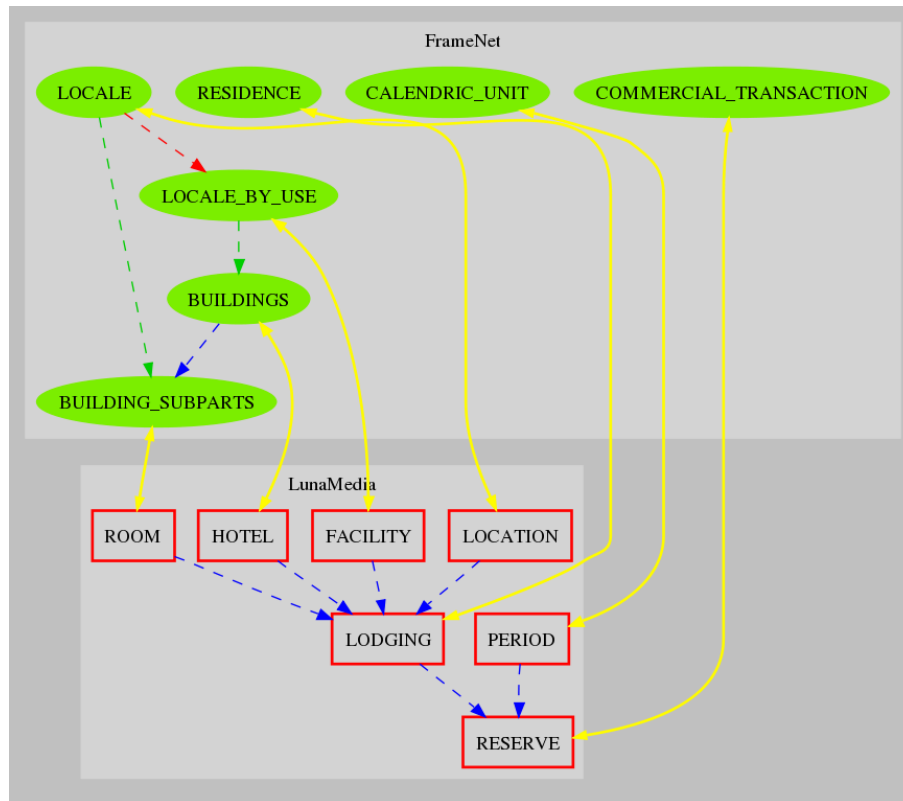 FrameNet
LOCALE
RESIDENCE
CALENDRIC_UNIT
COMMERCIAL_TRANSACTION
LOCALE_BY_USE
BUILDINGS
BUILDING_SUBPARTS
LunaMedia
ROOM
HOTEL
FACILITY
LOCATION
LODGING
PERIOD
RESERVE